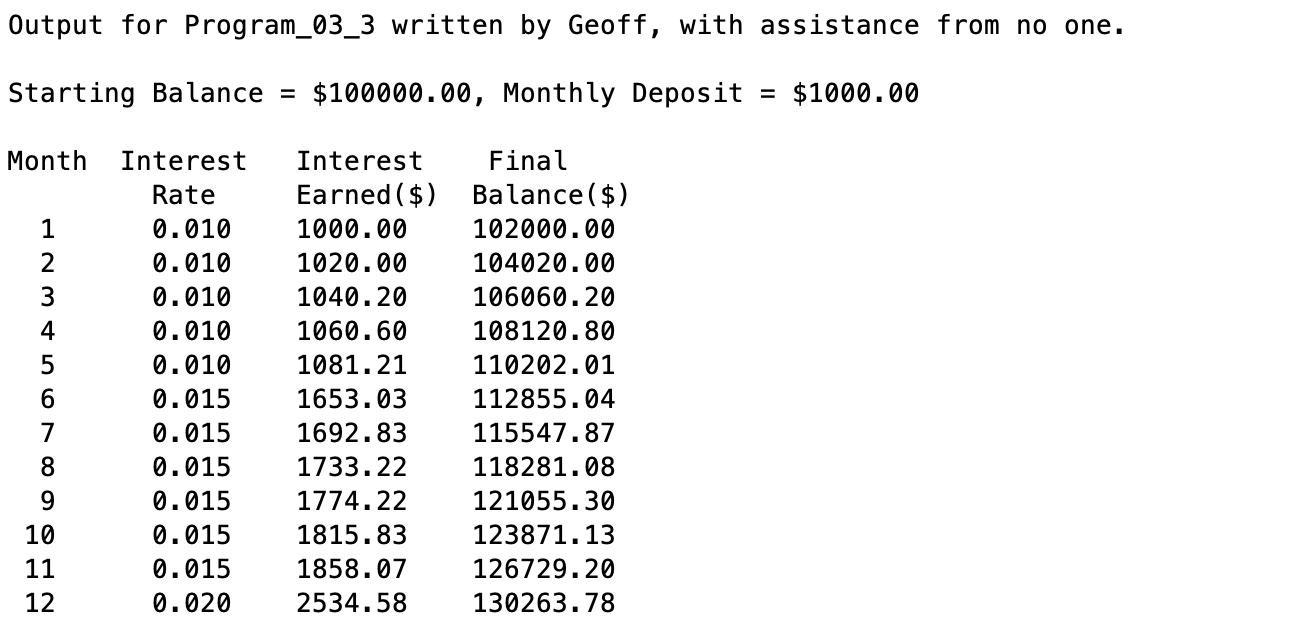 Output for Program_03_3 written by Geoff, with assistance from no one.
Starting Balance = $100000.00, Monthly Deposit = $1000.00
Month  Interest   Interest    Final
         Rate     Earned($)  Balance($)
  1      0.010    1000.00    102000.00
  2      0.010    1020.00    104020.00
  3      0.010    1040.20    106060.20
  4      0.010    1060.60    108120.80
  5      0.010    1081.21    110202.01
  6      0.015    1653.03    112855.04
  7      0.015    1692.83    115547.87
  8      0.015    1733.22    118281.08
  9      0.015    1774.22    121055.30
 10      0.015    1815.83    123871.13
 11      0.015    1858.07    126729.20
 12      0.020    2534.58    130263.78